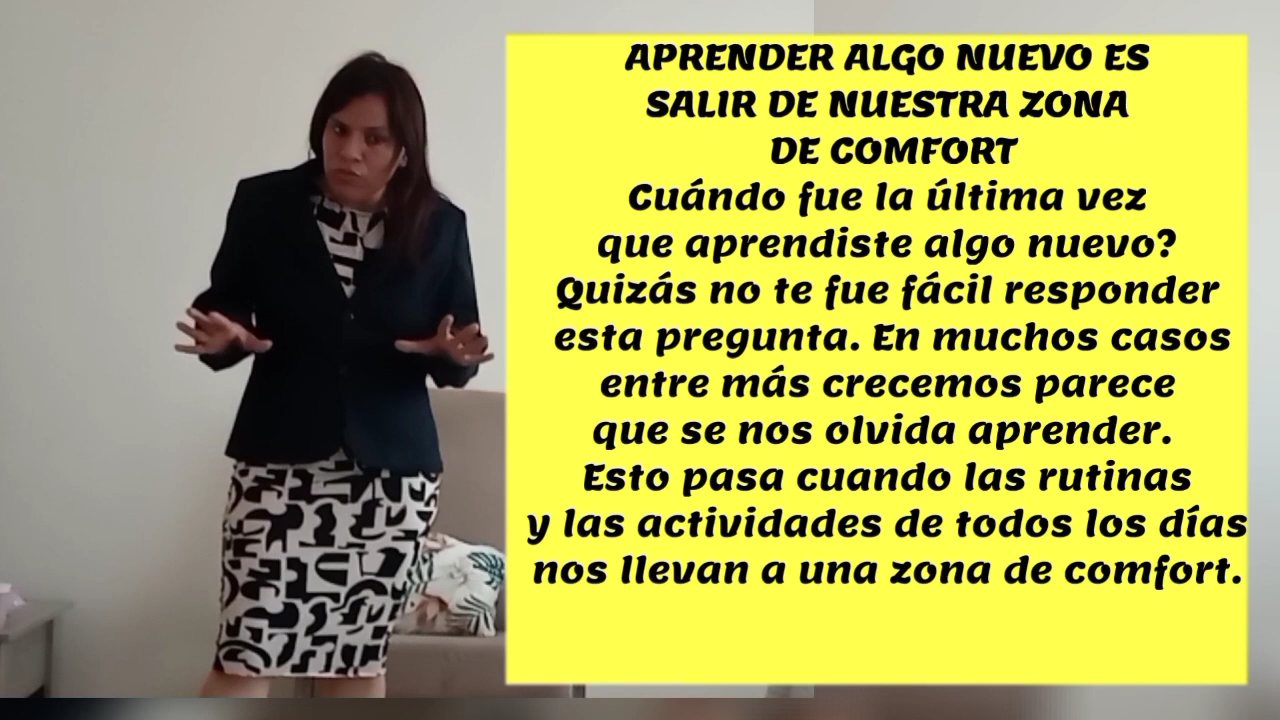 APRENDER ALGO NUEVO ES
SALIR DE NUESTRA ZONA
DE COMFORT
Cuándo fue la última vez
que aprendiste algo nuevo?
Quizás no te fue fácil responder
esta pregunta. En muchos casos
entre más crecemos parece
que se nos olvida aprender.
Esto pasa cuando las rutinas
y las actividades de todos los días
nos llevan a una zona de comfort.